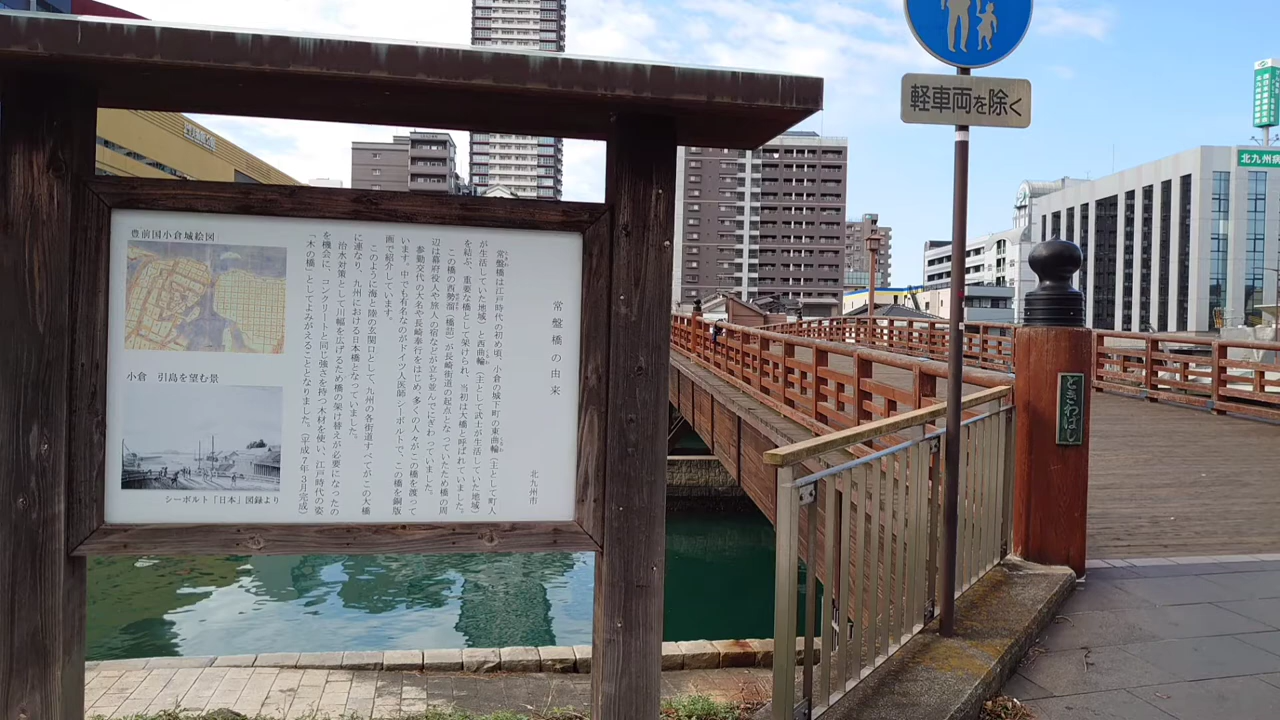 常盤橋の由来
北九州市
常盤橋は江戸時代の初め頃、小倉の城下町の東曲輪（主として町人
が生活していた地域）と西曲輪（主として武士が生活していた地域）
を結ぶ、重要な橋として架けられ、当初は大橋と呼ばれていました。
この橋の西勢溜（橋詰）が長崎街道の起点になっていたため橋の周
辺は幕府役人や旅人の宿などが立ち並んでにぎわっていました。
参勤交代の大名や長崎奉行をはじめ多くの人々がこの橋を渡って
います。中でも有名なのがドイツ人医師シーボルトで、この橋を銅版
画で紹介しています。
このように海と陸の玄関口として、九州の各街道はすべてがこの大橋
に連なり、九州における日本橋となっていました。
治水対策として川幅を広げるため橋の架け替えが必要になったの
を機会に、コンクリートと同じ強さを持つ木材を使い、江戸時代の姿
「木の橋」としてよみがえることとなりました。（平成７年３月完成）
豊前国小倉城絵図
小倉　引島を望む景
シーボルト「日本」図録より
軽車両を除く
ときわばし
北九州病